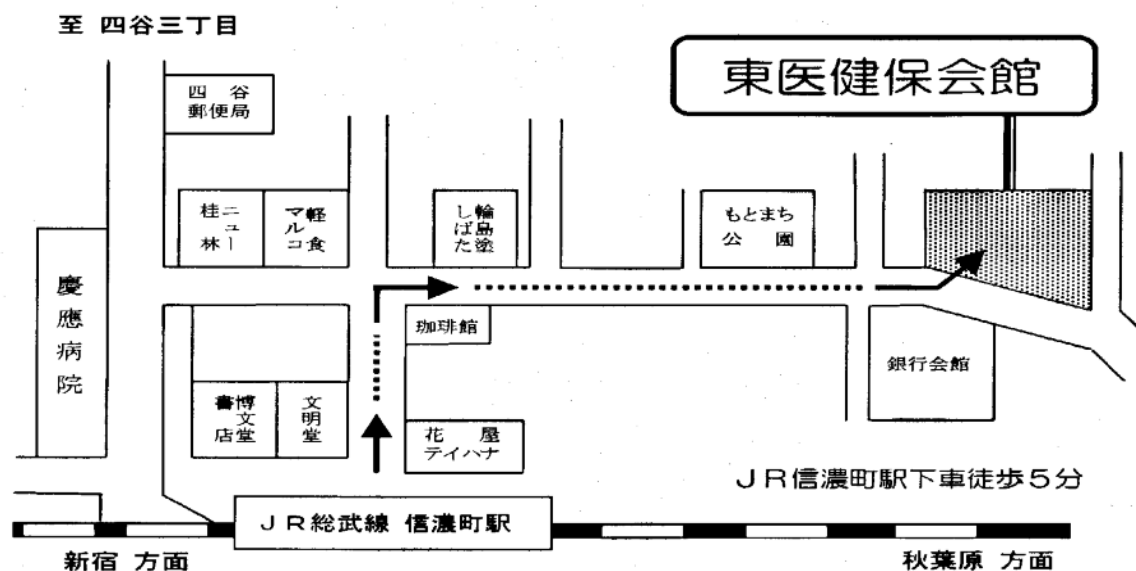 至 四谷三丁目
東医健保会館
四谷
郵便局
ニュー
桂林
軽食
マルコ
輪島塗
しばた
もとまち
公園
慶應病院
珈琲館
銀行会館
博文堂
書店
文明堂
花屋
テイハナ
JR信濃町駅下車徒歩5分
JR総武線 信濃町駅
新宿 方面
秋葉原 方面